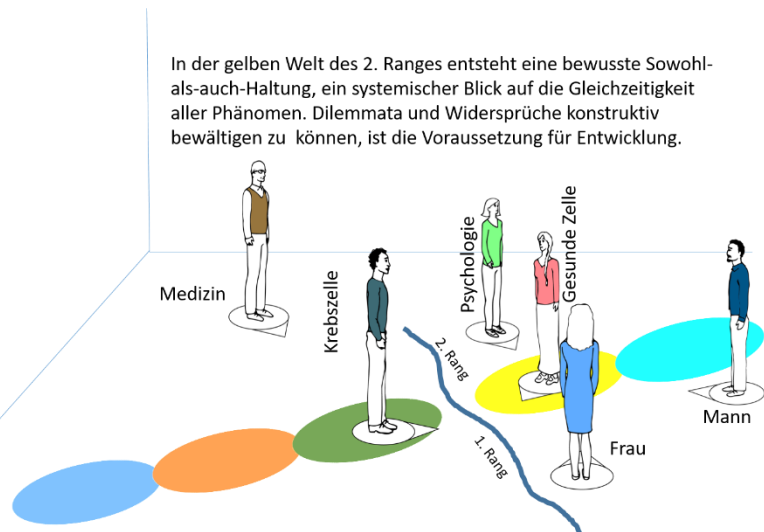 In der gelben Welt des 2. Ranges entsteht eine bewusste Sowohl-
als-auch-Haltung, ein systemischer Blick auf die Gleichzeitigkeit
aller Phänomen. Dilemmata und Widersprüche konstruktiv
bewältigen zu können, ist die Voraussetzung für Entwicklung.
Medizin
Krebszelle
Psychologie
Gesunde Zelle
2. Rang
1. Rang
Mann
Frau